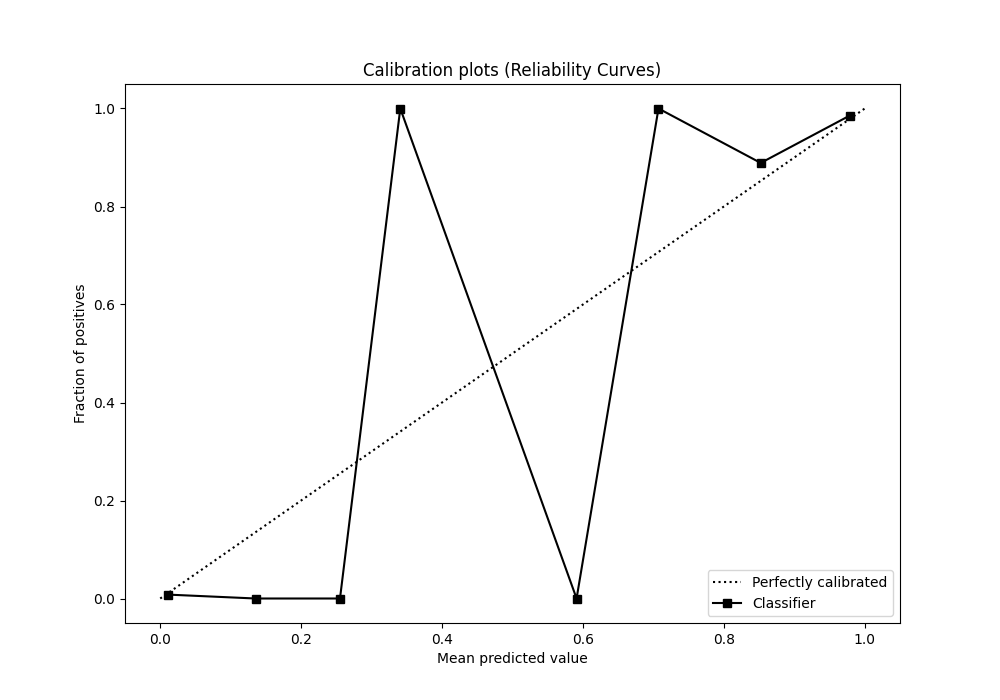 Calibration plots (Reliability Curves)
1.0
0.8
0.6
0.4
0.2
0.0
Fraction of positives
0.0 0.2 0.4 0.6 0.8 1.0
Mean predicted value
Perfectly calibrated
Classifier